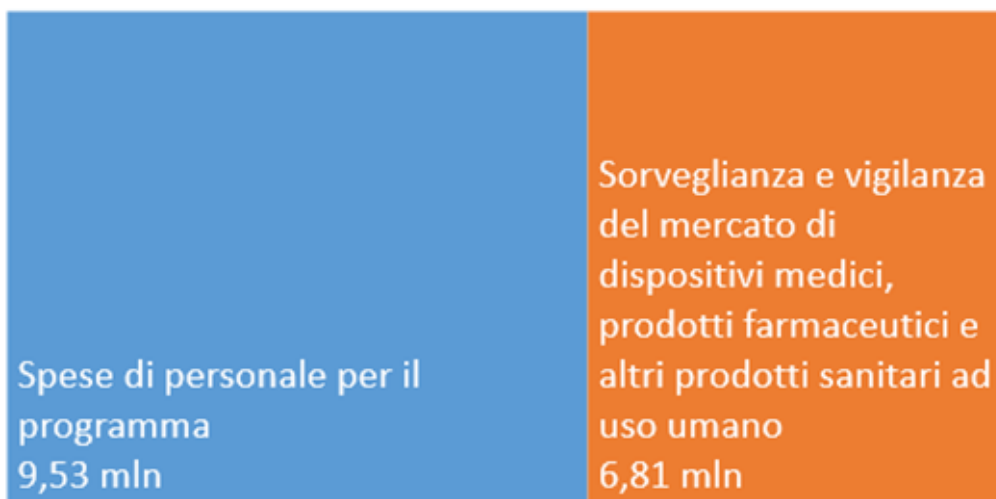 Spese di personale per il
programma
9,53 mln
Sorveglianza e vigilanza
del mercato di
dispositivi medici,
prodotti farmaceutici e
altri prodotti sanitari ad
uso umano
6,81 mln